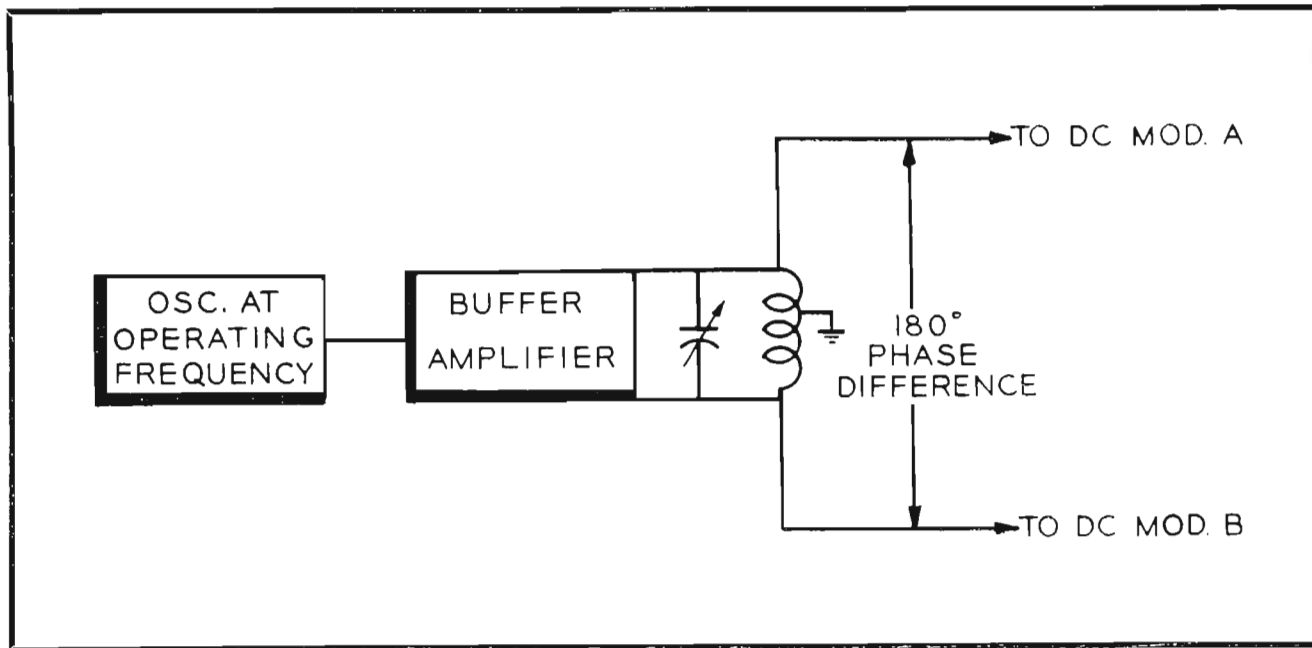 TO DC MOD. A
OSC. AT
OPERATING
FREQUENCY
BUFFER
AMPLIFIER
180°
PHASE
DIFFERENCE
TO DC MOD. B